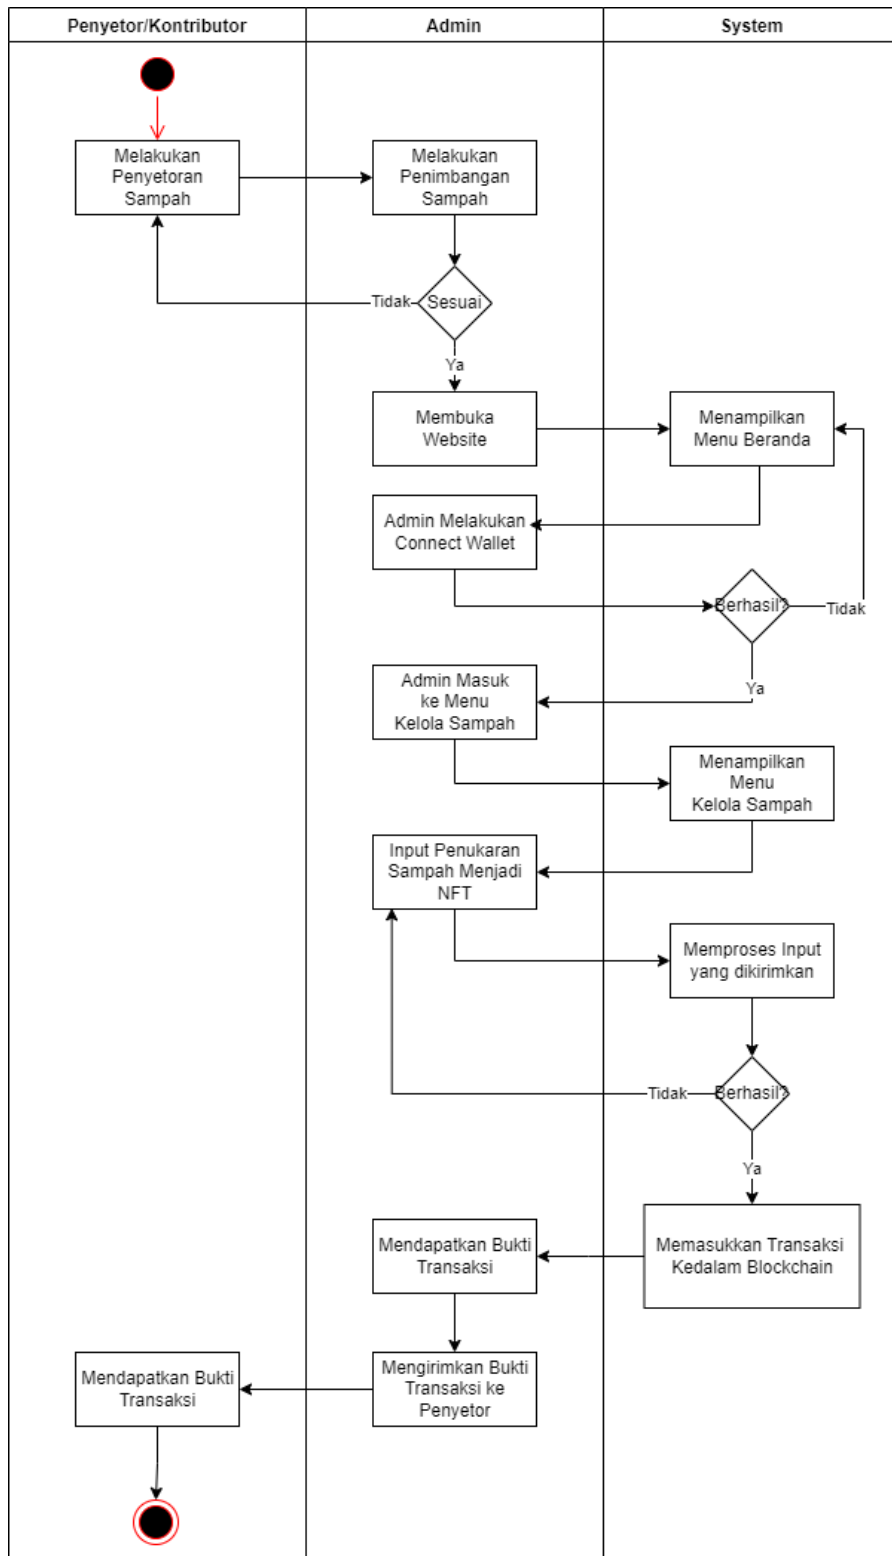 Penyetor/Kontributor
Admin
System
Melakukan
Penyetoran
Sampah
Melakukan
Penimbangan
Sampah
Tidak
Sesuai
Ya
Membuka
Website
Menampilkan
Menu Beranda
Admin Melakukan
Connect Wallet
Berhasil?
Tidak
Ya
Admin Masuk
ke Menu
Kelola Sampah
Menampilkan
Menu
Kelola Sampah
Input Penukaran
Sampah Menjadi
NFT
Memproses Input
yang dikirimkan
Tidak
Berhasil?
Ya
Mendapatkan Bukti
Transaksi
Memasukkan Transaksi
Kedalam Blockchain
Mendapatkan Bukti
Transaksi
Mengirimkan Bukti
Transaksi ke
Penyetor